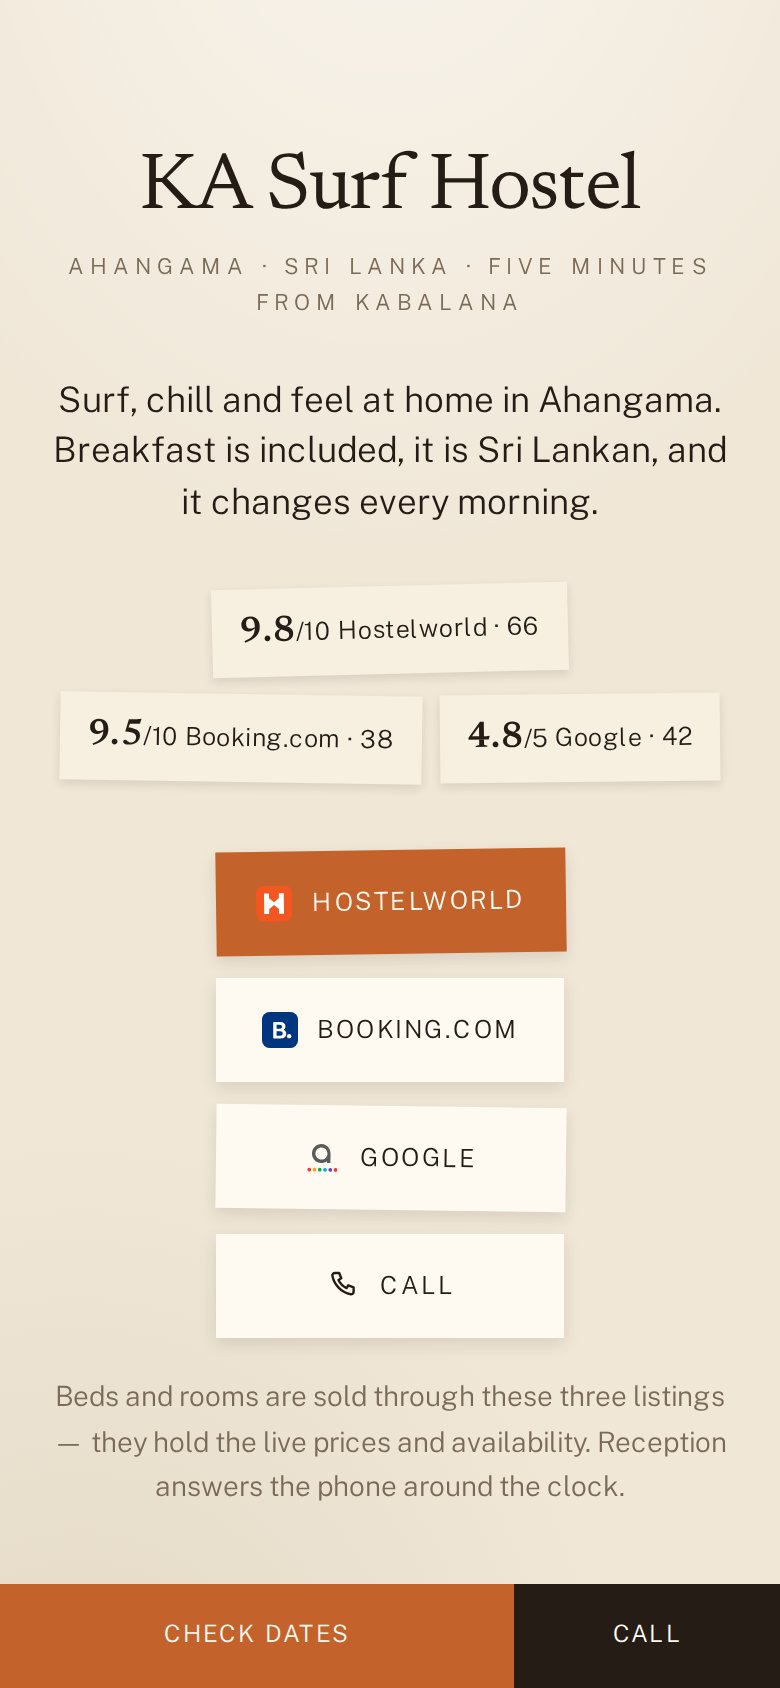 KA Surf Hostel
AHANGAMA · SRI LANKA · FIVE MINUTES
FROM KABALANA
Surf, chill and feel at home in Ahangama.
Breakfast is included, it is Sri Lankan, and
it changes every morning.
9.8/10 Hostelworld · 66
9.5/10 Booking.com · 38
4.8/5 Google · 42
H HOSTELWORLD
B. BOOKING.COM
a GOOGLE
CALL
Beds and rooms are sold through these three listings
— they hold the live prices and availability. Reception
answers the phone around the clock.
CHECK DATES
CALL